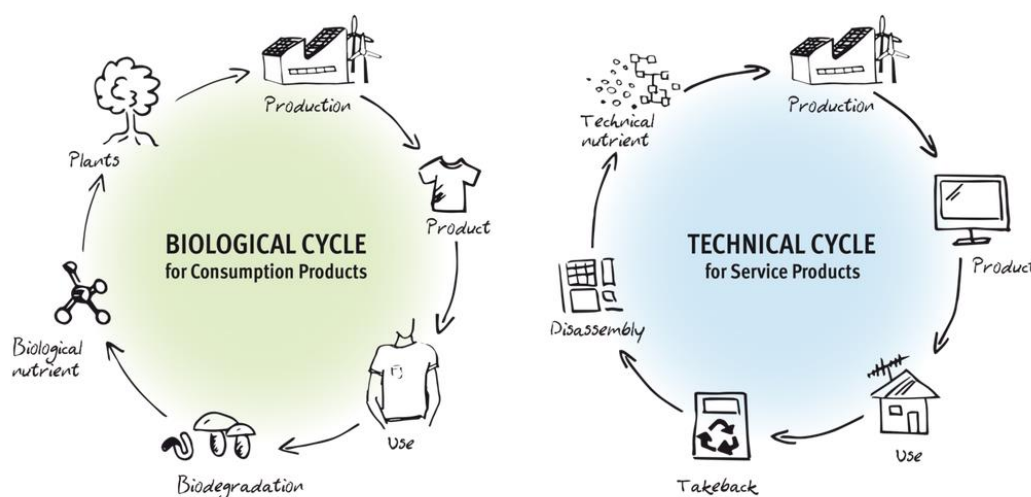 Production
Plants
Product
BIOLOGICAL CYCLE
for Consumption Products
Biological
nutrient
Use
Biodegradation
Production
Technical
nutrient
Product
TECHNICAL CYCLE
for Service Products
Disassembly
Use
Takeback